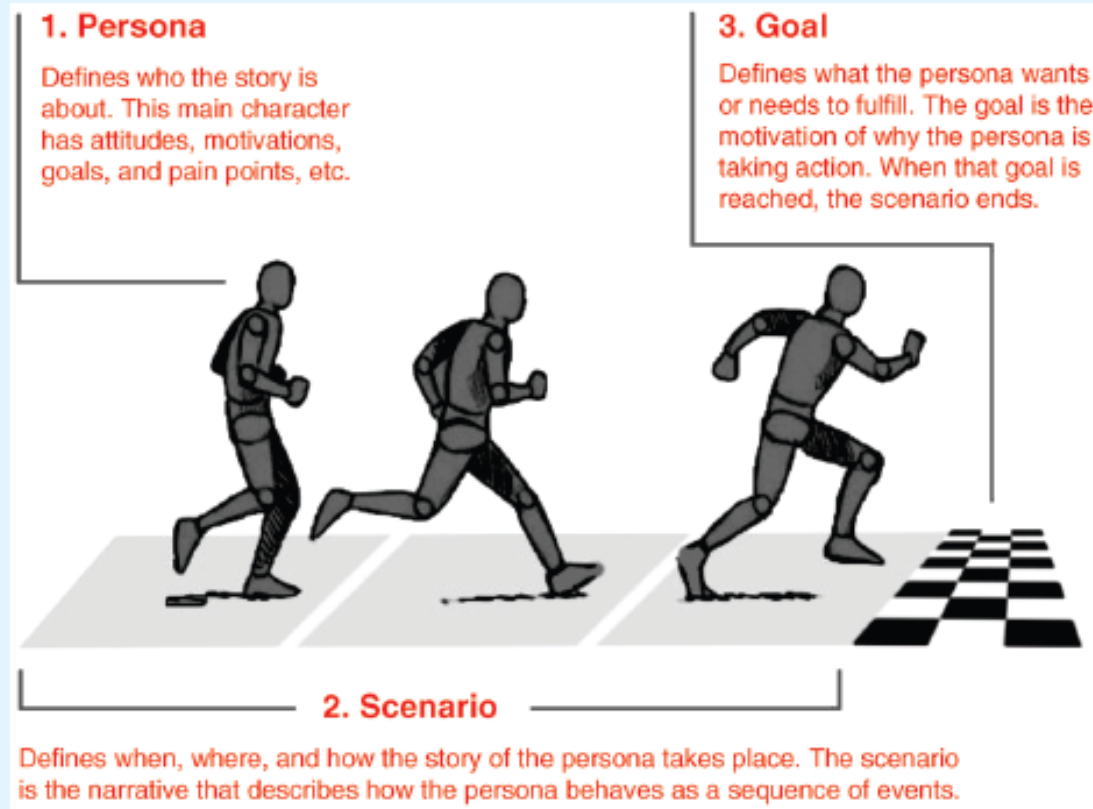 1. Persona
Defines who the story is
about. This main character
has attitudes, motivations,
goals, and pain points, etc.
3. Goal
Defines what the persona wants
or needs to fulfill. The goal is the
motivation of why the persona is
taking action. When that goal is
reached, the scenario ends.
2. Scenario
Defines when, where, and how the story of the persona takes place. The scenario
is the narrative that describes how the persona behaves as a sequence of events.